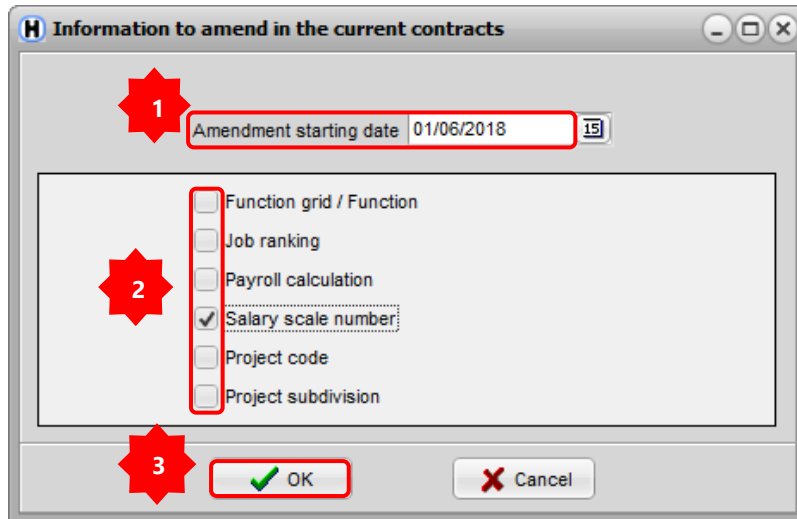 H Information to amend in the current contracts
1
Amendment starting date 01/06/2018 15
Function grid / Function
Job ranking
2 Payroll calculation
Salary scale number
Project code
Project subdivision
3 OK Cancel